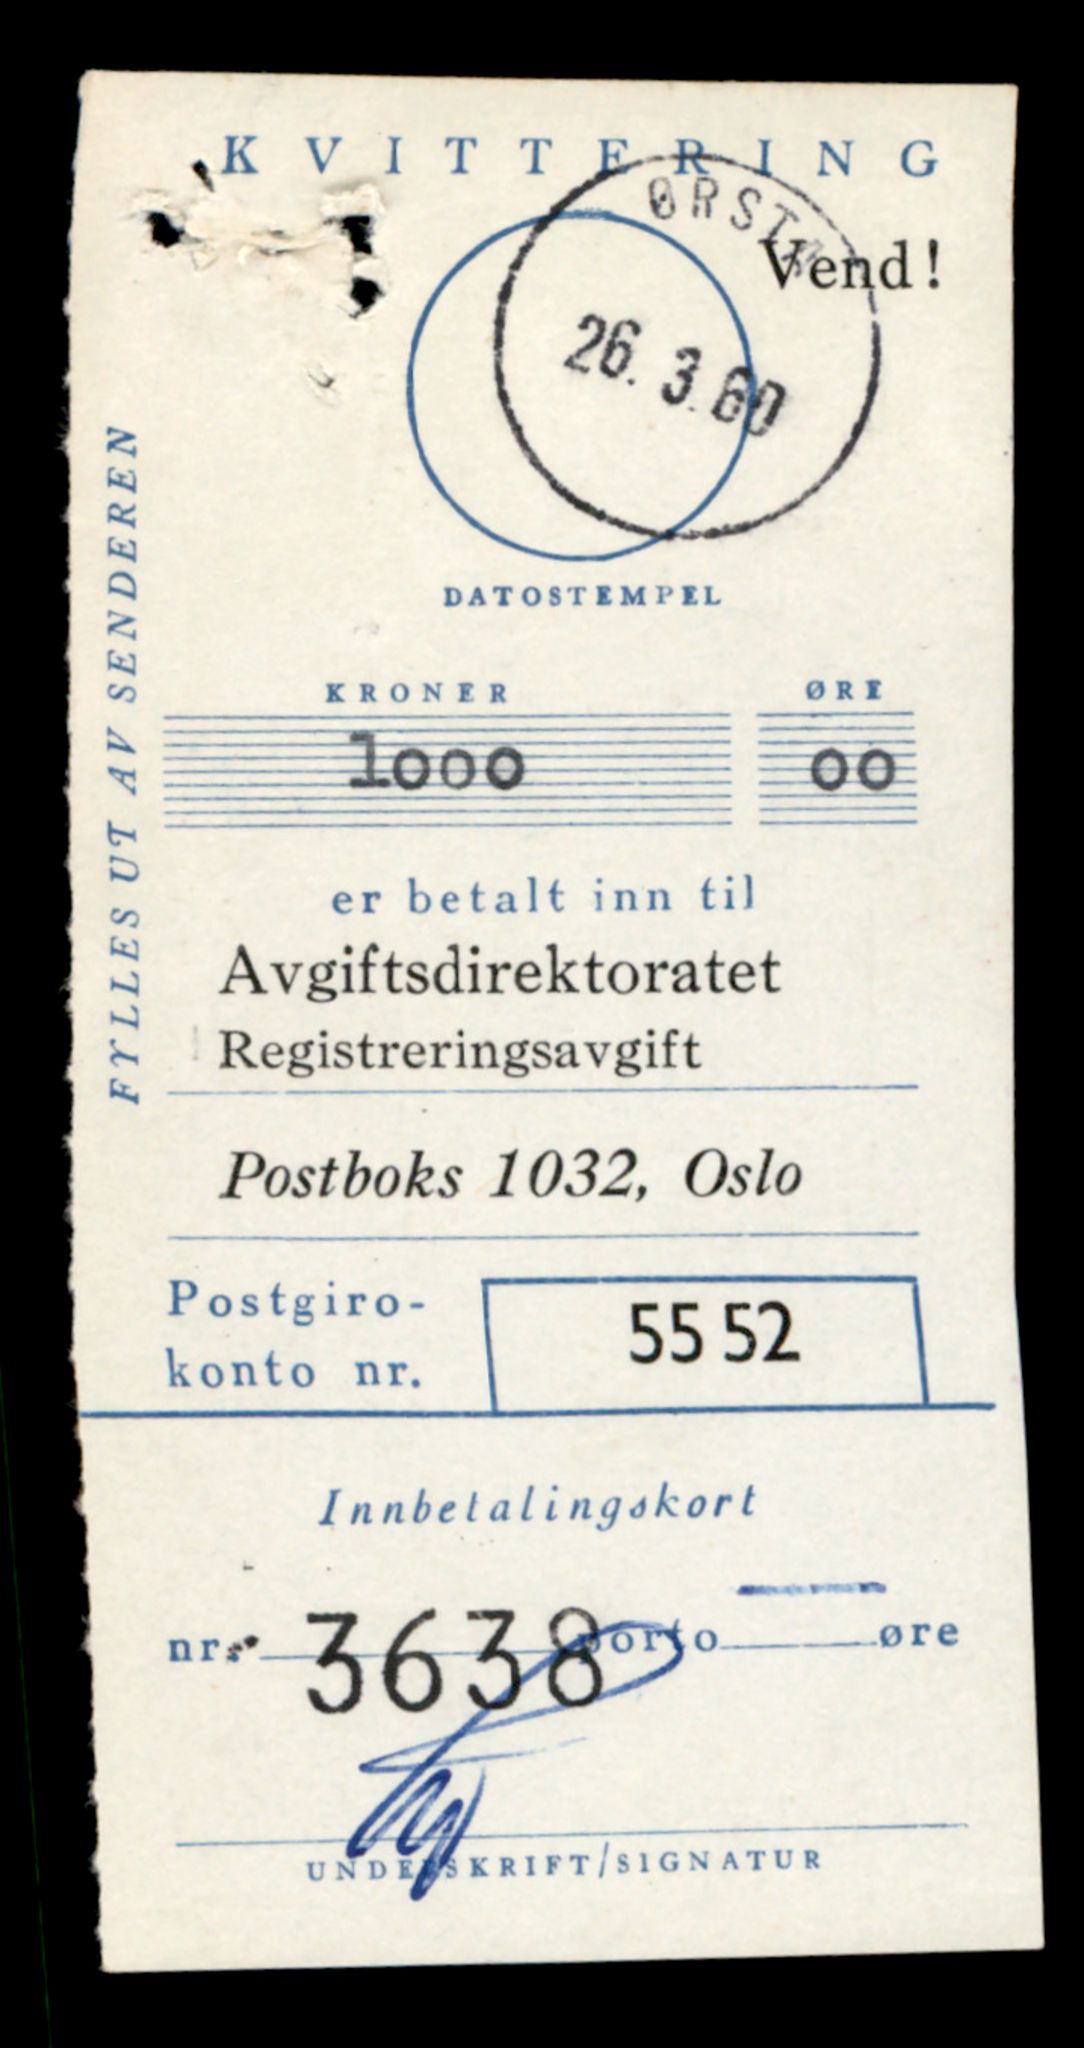 KVITTERING
ØRSTA
Vend!
26.3.60
DATOSTEMPEL
FYLLES UT AV SENDEREN
KRONER ØRE
1000 00
er betalt inn til
Avgiftsdirektoratet
Registreringsavgift
Postboks 1032, Oslo
Postgiro-
konto nr.
55 52
Innbetalingskort
nr. 3638 porto øre
UNDERSKRIFT/SIGNATUR